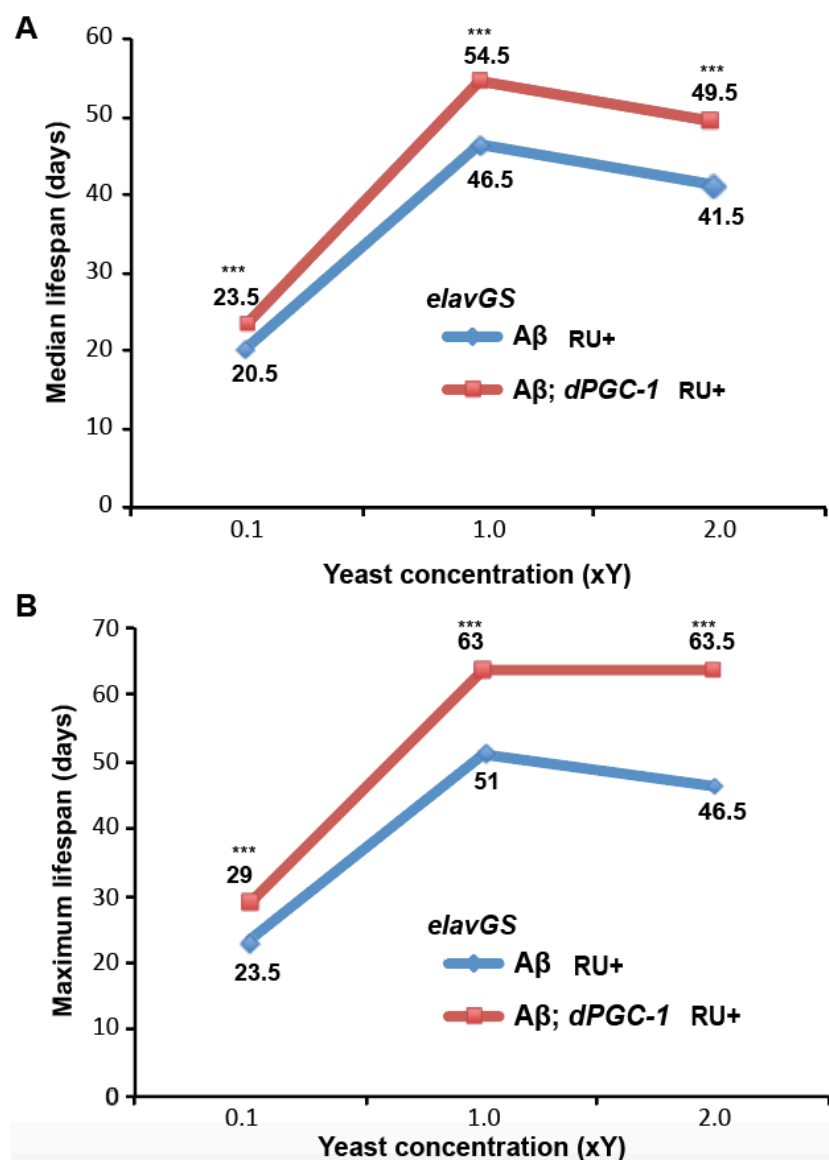 A
60
50
40
30
20
10
0
Median lifespan (days)
***
23.5
20.5
***
54.5
46.5
***
49.5
41.5
elavGS
Aβ RU+
Aβ; dPGC-1 RU+
0.1 1.0 2.0
Yeast concentration (xY)
B
70
60
50
40
30
20
10
0
Maximum lifespan (days)
***
29
23.5
***
63
51
***
63.5
46.5
elavGS
Aβ RU+
Aβ; dPGC-1 RU+
0.1 1.0 2.0
Yeast concentration (xY)